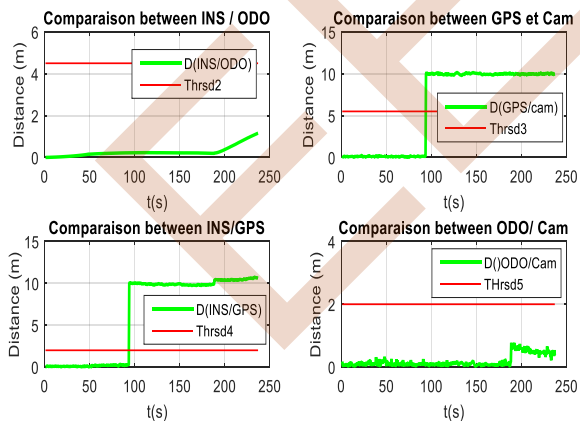 Comparaison between INS / ODO
Distance (m)
6
4
2
0
D(INS/ODO)
Thrsd2
0 50 100 150 200 250
t(s)
Comparaison between GPS et Cam
Distance (m)
15
10
5
0
D(GPS/cam)
Thrsd3
0 50 100 150 200 250
t(s)
Comparaison between INS/GPS
Distance (m)
15
10
5
0
D(INS/GPS)
Thrsd4
0 50 100 150 200 250
t(s)
Comparaison between ODO/ Cam
Distance (m)
4
2
0
D()ODO/Cam
THrsd5
0 50 100 150 200 250
t(s)